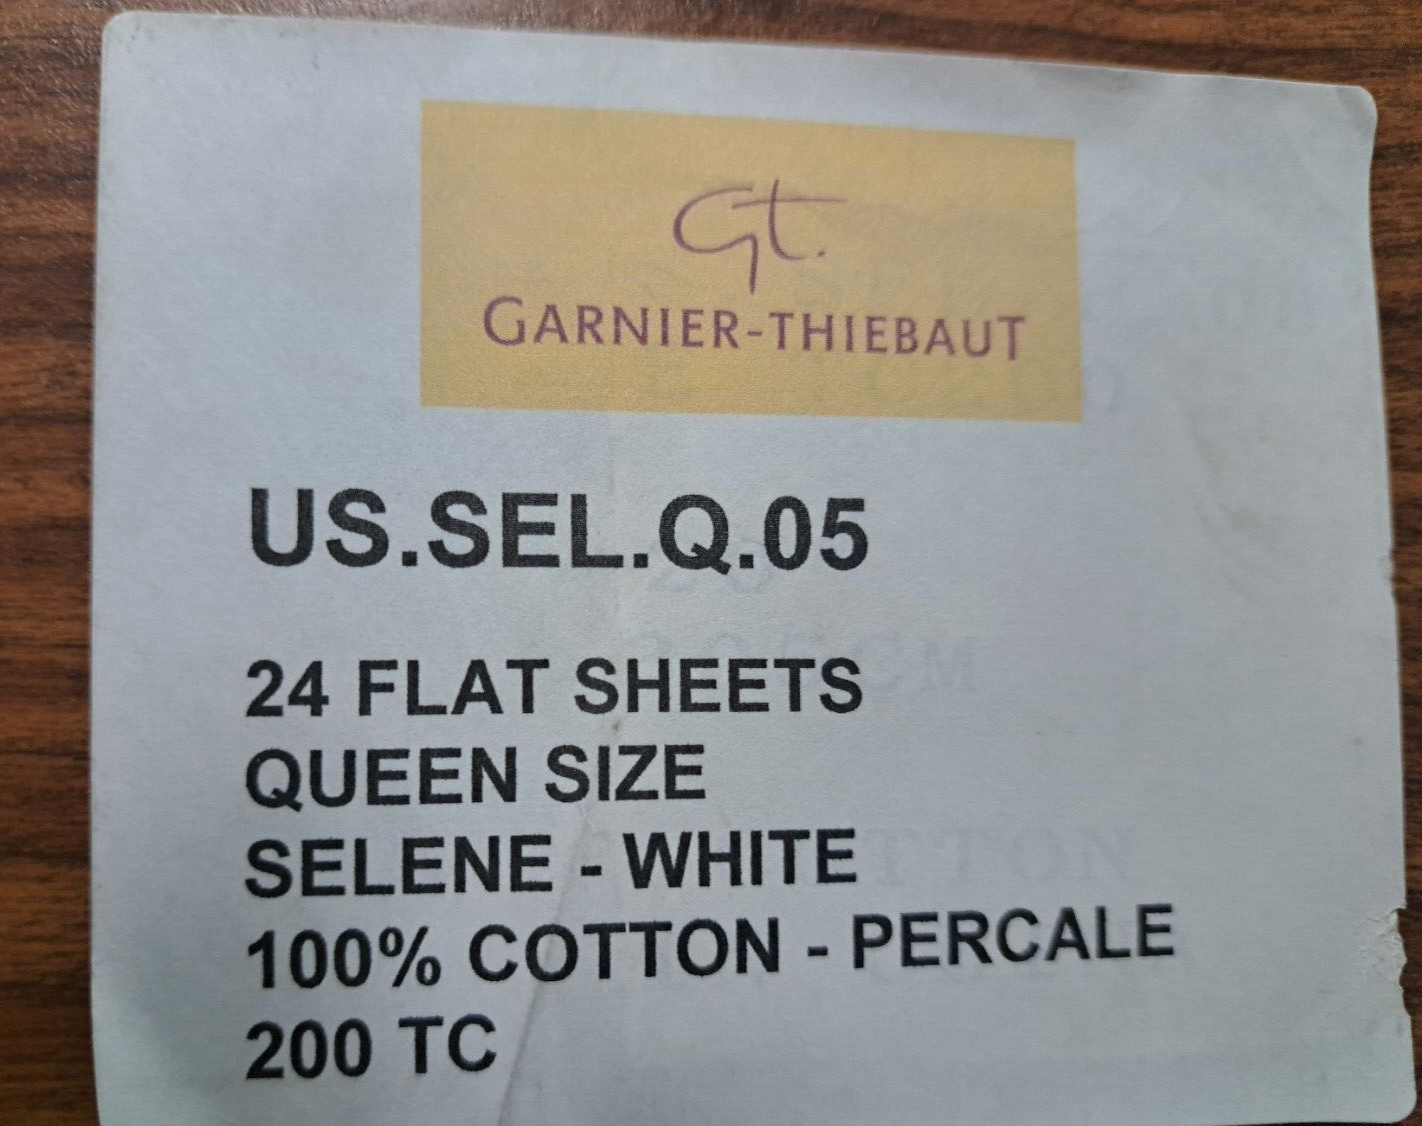 Gt.
GARNIER-THIEBAUT
US.SEL.Q.05
24 FLAT SHEETS
QUEEN SIZE
SELENE - WHITE
100% COTTON - PERCALE
200 TC